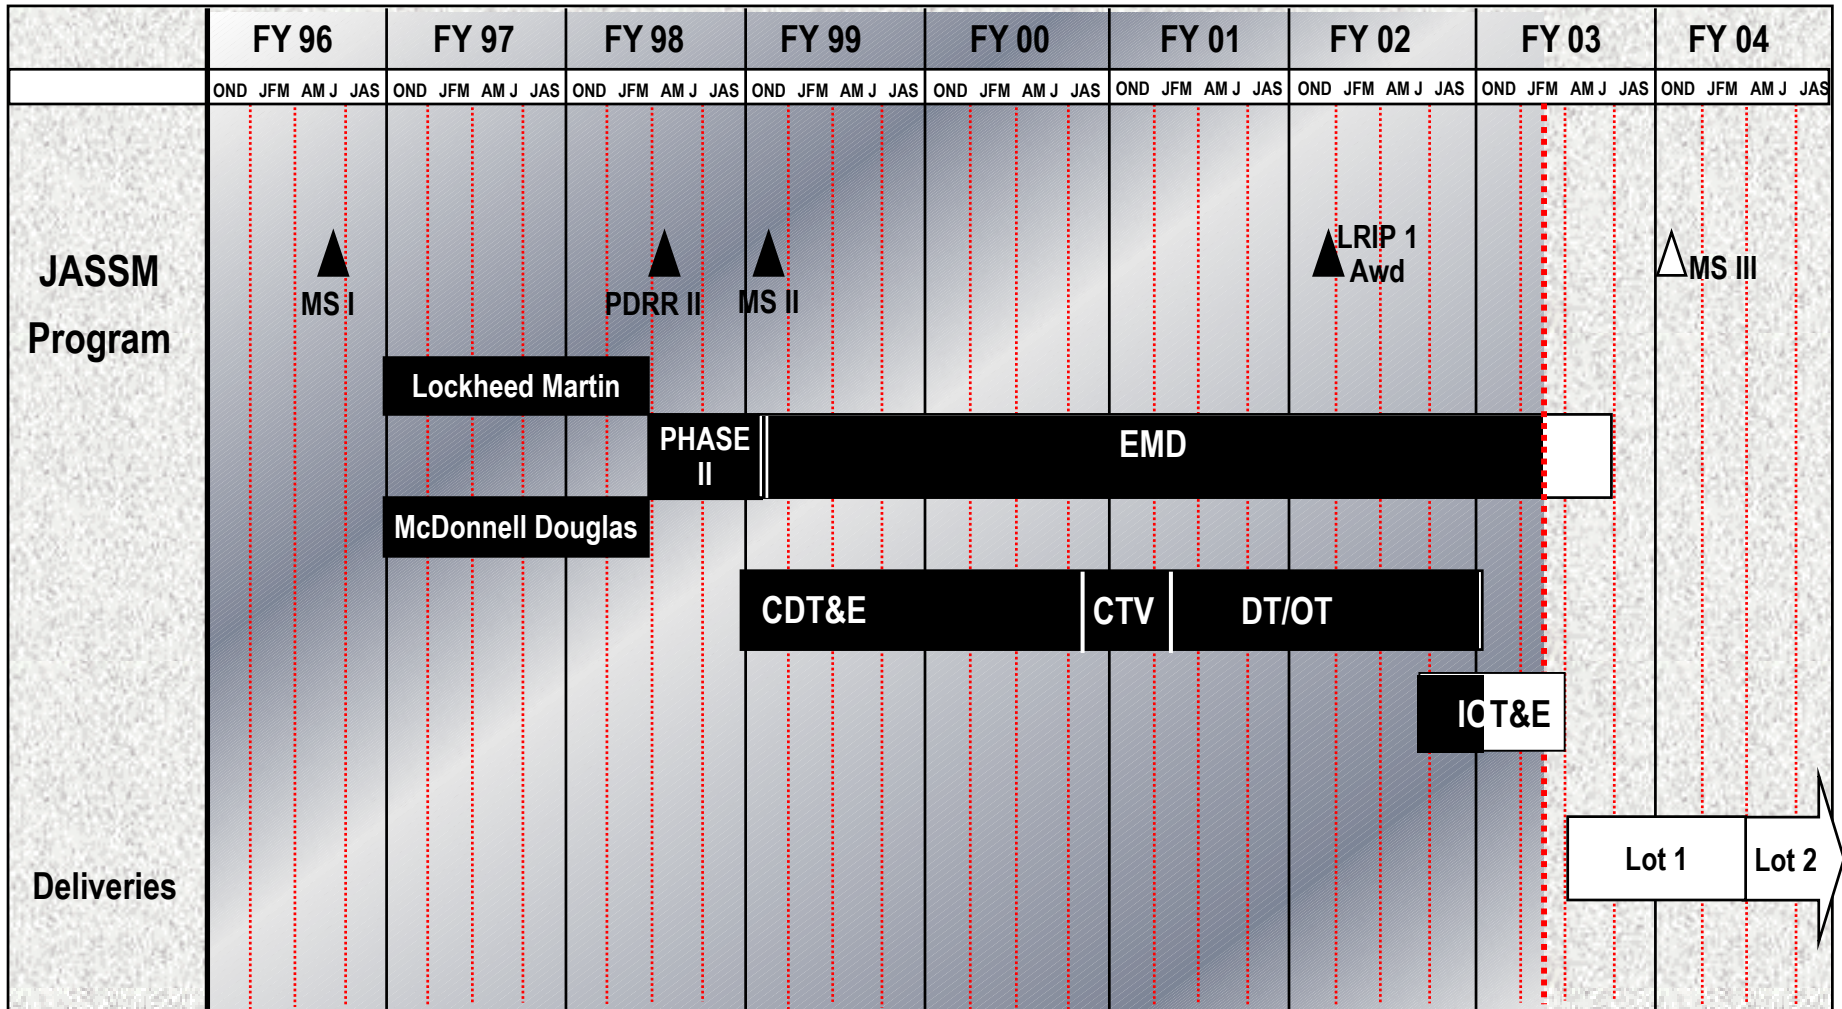 FY 96 FY 97 FY 98 FY 99 FY 00 FY 01 FY 02 FY 03 FY 04
OND JFM AM J JAS OND JFM AM J JAS OND JFM AM J JAS OND JFM AM J JAS OND JFM AM J JAS OND JFM AM J JAS OND JFM AM J JAS OND JFM AM J JAS OND JFM AM J JAS
JASSM
Program
MS I
PDRR II
MS II
LRIP 1
Awd
MS III
Lockheed Martin
PHASE
II
EMD
McDonnell Douglas
CDT&E CTV DT/OT
IOT&E
Deliveries
Lot 1 Lot 2